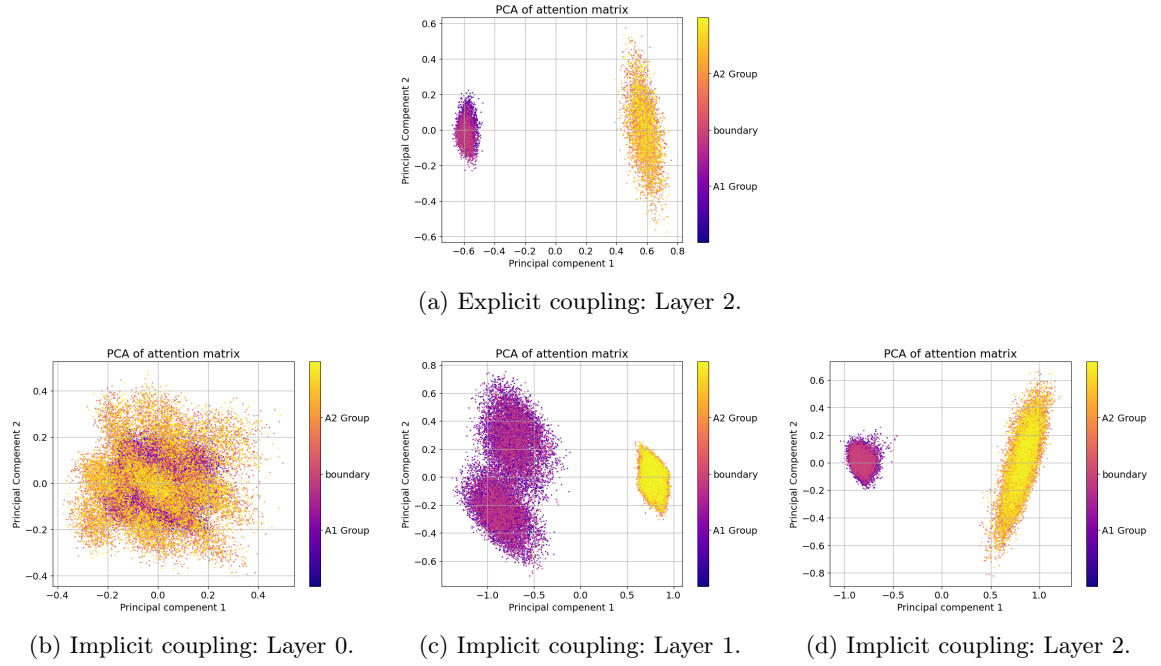 PCA of attention matrix
Principal Compenent 2
0.6
0.4
0.2
0.0
−0.2
−0.4
−0.6
−0.6 −0.4 −0.2 0.0 0.2 0.4 0.6 0.8
Principal compenent 1
A2 Group
boundary
A1 Group
(a) Explicit coupling: Layer 2.
PCA of attention matrix
Principal Compenent 2
0.4
0.2
0.0
−0.2
−0.4
−0.4 −0.2 0.0 0.2 0.4
Principal compenent 1
A2 Group
boundary
A1 Group
(b) Implicit coupling: Layer 0.
PCA of attention matrix
Principal Compenent 2
0.8
0.6
0.4
0.2
0.0
−0.2
−0.4
−0.6
−1.0 −0.5 0.0 0.5 1.0
Principal compenent 1
A2 Group
boundary
A1 Group
(c) Implicit coupling: Layer 1.
PCA of attention matrix
Principal Compenent 2
0.6
0.4
0.2
0.0
−0.2
−0.4
−0.6
−0.8
−1.0 −0.5 0.0 0.5 1.0
Principal compenent 1
A2 Group
boundary
A1 Group
(d) Implicit coupling: Layer 2.